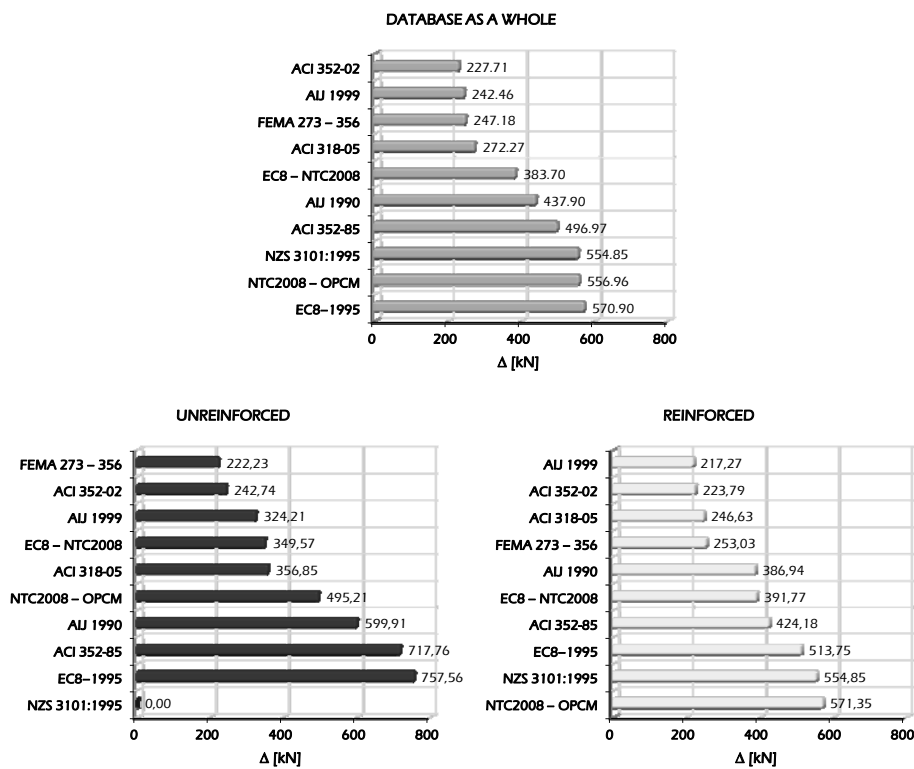 DATABASE AS A WHOLE
ACI 352-02 227.71
AIJ 1999 242.46
FEMA 273 – 356 247.18
ACI 318-05 272.27
EC8 – NTC2008 383.70
AIJ 1990 437.90
ACI 352-85 496.97
NZS 3101:1995 554.85
NTC2008 – OPCM 556.96
EC8–1995 570.90
0 200 400 600 800
Δ [kN]
UNREINFORCED
FEMA 273 – 356 222,23
ACI 352-02 242,74
AIJ 1999 324,21
EC8 – NTC2008 349,57
ACI 318-05 356,85
NTC2008 – OPCM 495,21
AIJ 1990 599,91
ACI 352-85 717,76
EC8–1995 757,56
NZS 3101:1995 0,00
0 200 400 600 800
Δ [kN]
REINFORCED
AIJ 1999 217,27
ACI 352-02 223,79
ACI 318-05 246,63
FEMA 273 – 356 253,03
AIJ 1990 386,94
EC8 – NTC2008 391,77
ACI 352-85 424,18
EC8–1995 513,75
NZS 3101:1995 554,85
NTC2008 – OPCM 571,35
0 200 400 600 800
Δ [kN]